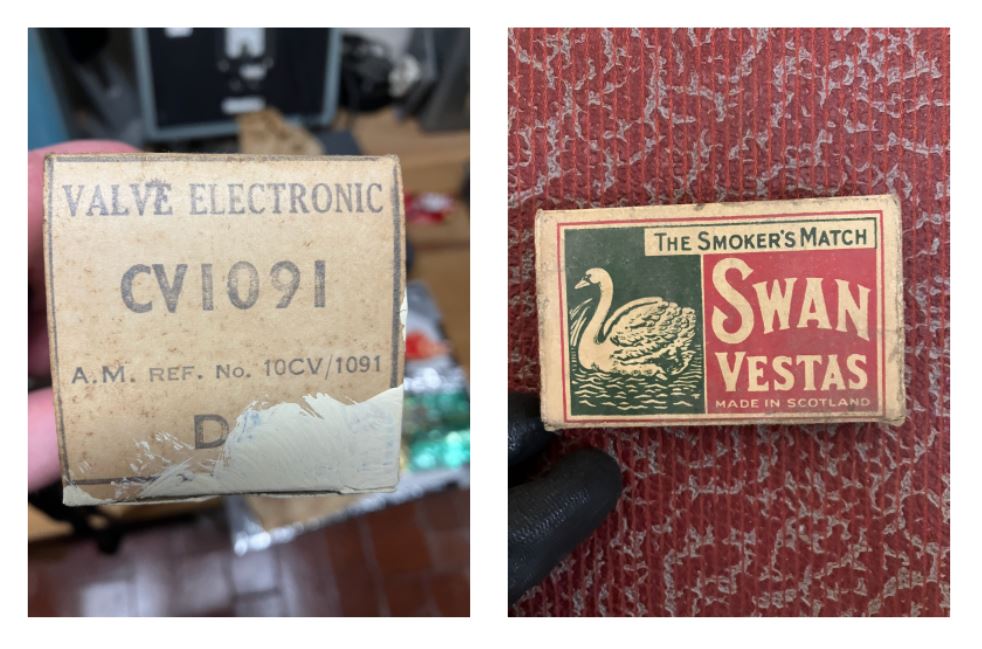 VALVE ELECTRONIC
CV1091
A.M. REF. No. 10CV/1091
D
THE SMOKER'S MATCH
SWAN
VESTAS
MADE IN SCOTLAND